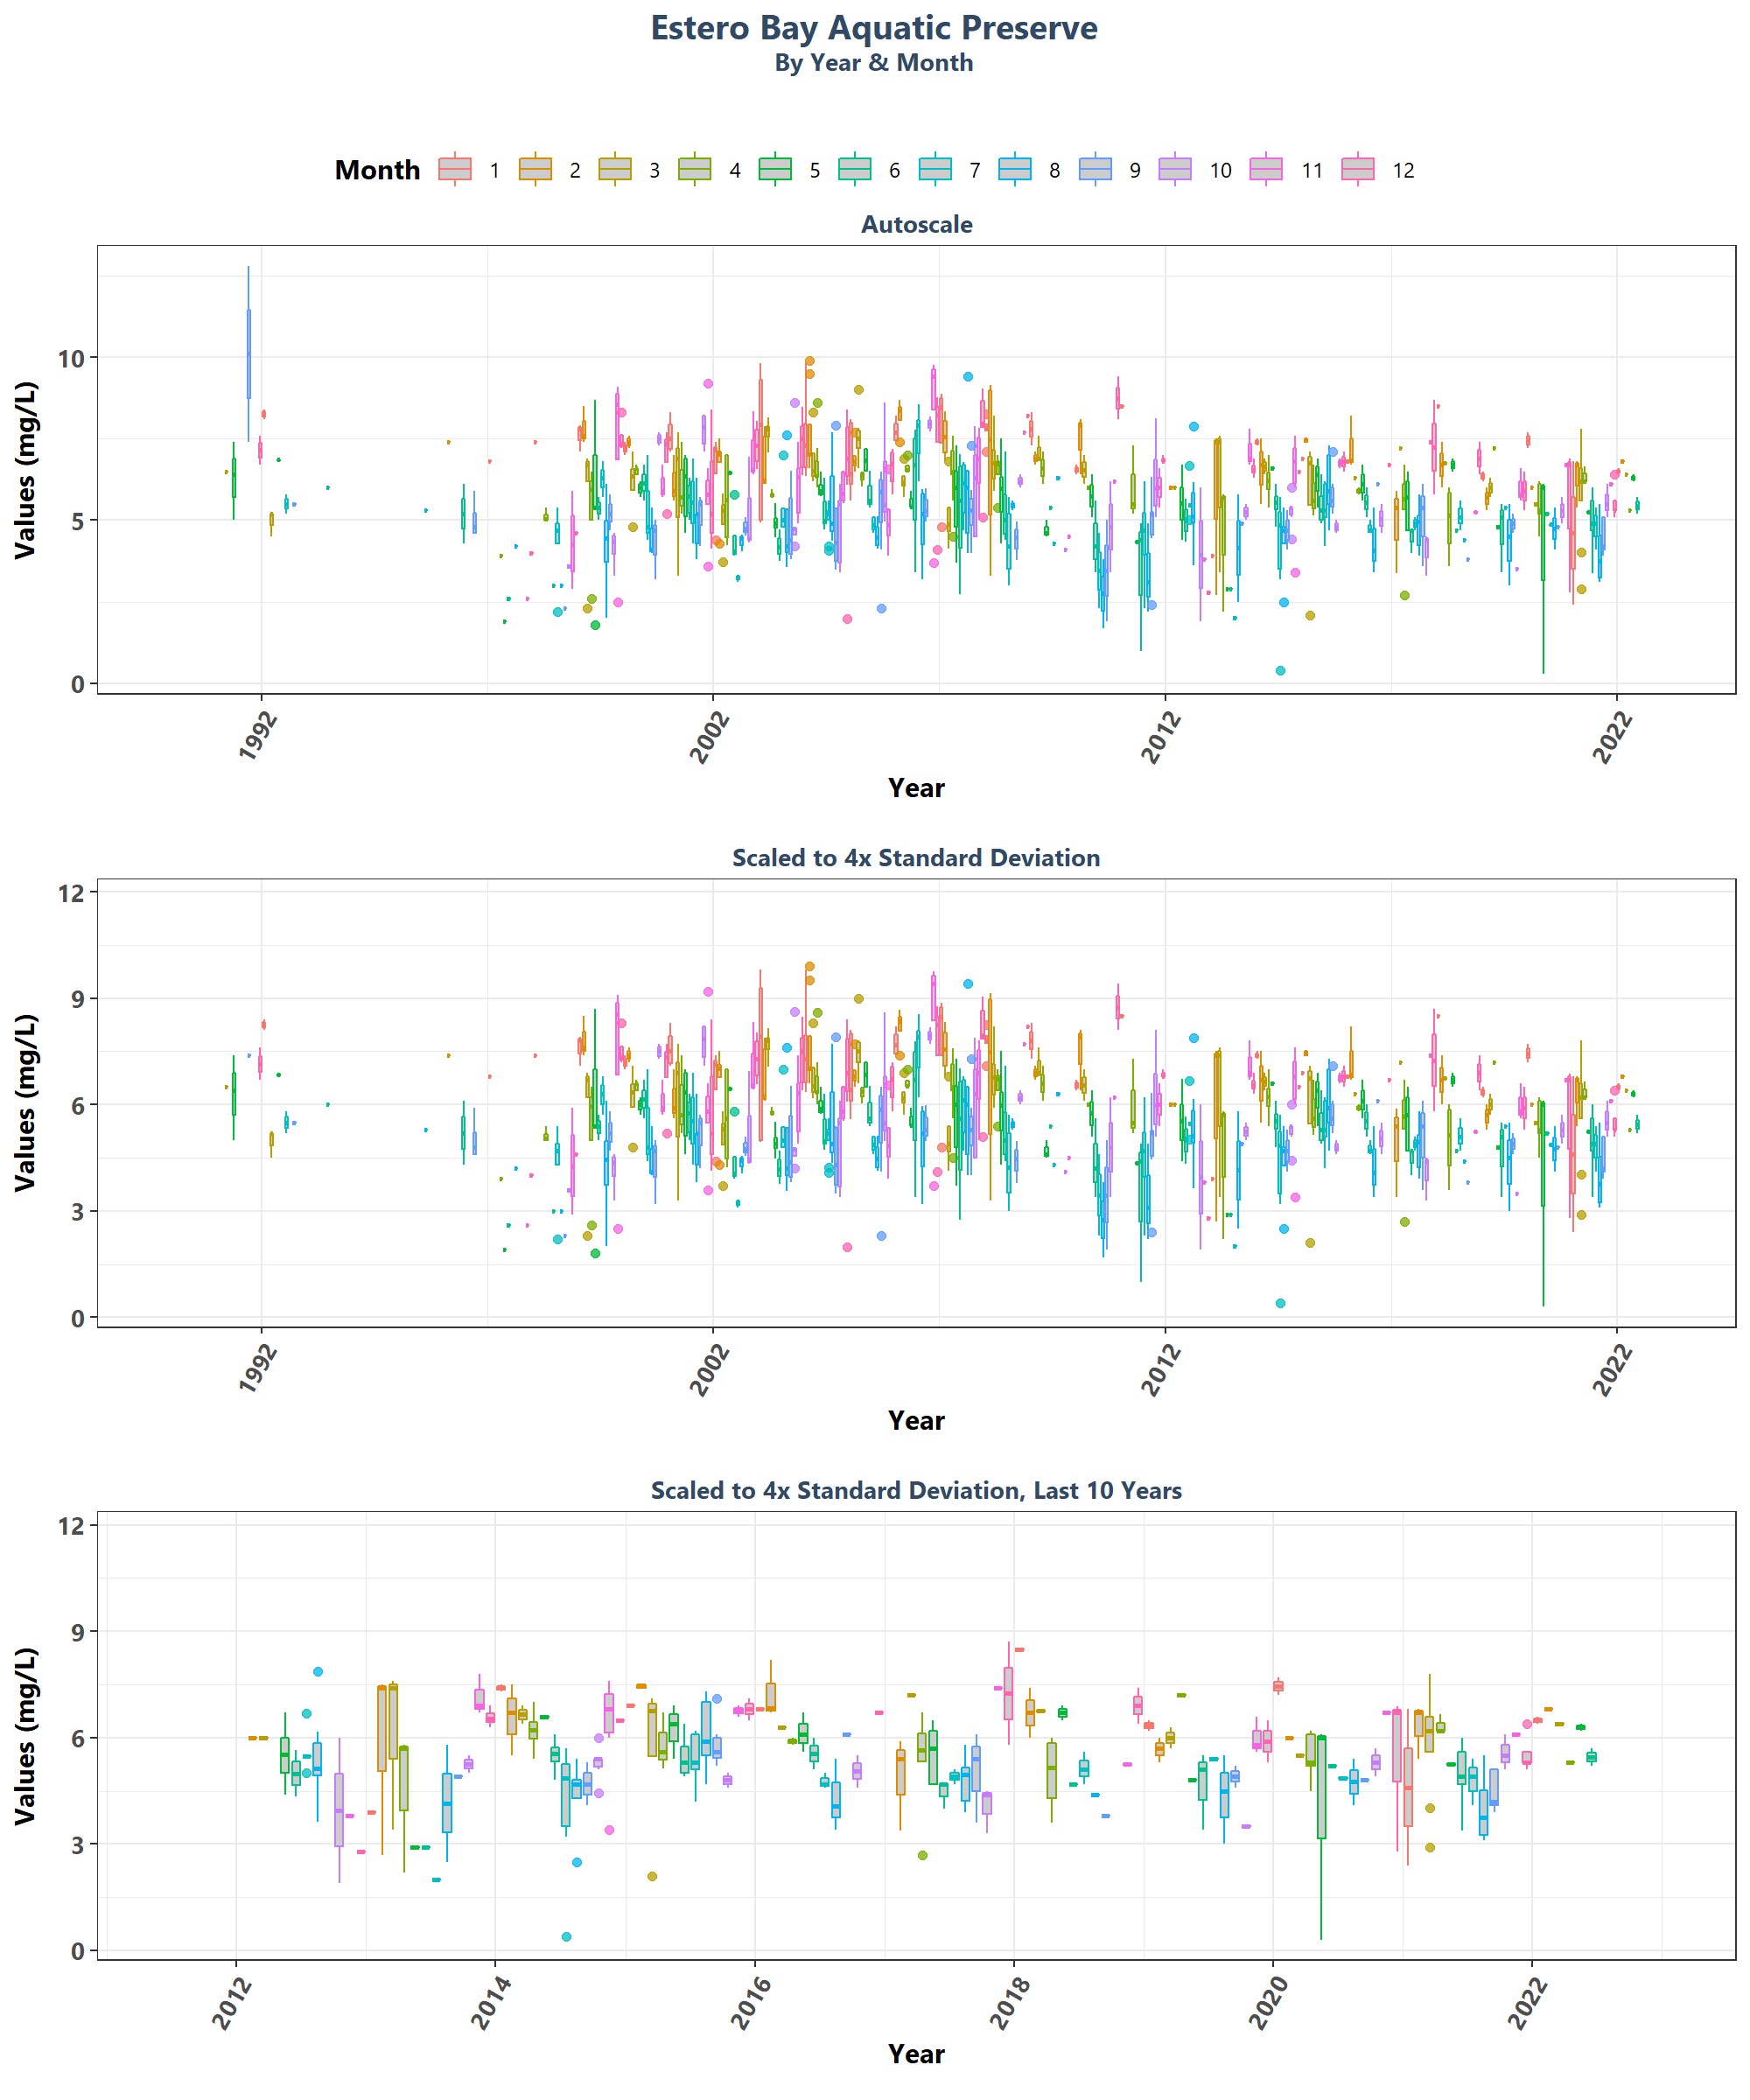 Estero Bay Aquatic Preserve
By Year & Month
Month 1 2 3 4 5 6 7 8 9 10 11 12
Autoscale
Values (mg/L)
10
5
0
1992 2002 2012 2022
Year
Scaled to 4x Standard Deviation
Values (mg/L)
12
9
6
3
0
1992 2002 2012 2022
Year
Scaled to 4x Standard Deviation, Last 10 Years
Values (mg/L)
12
9
6
3
0
2012 2014 2016 2018 2020 2022
Year